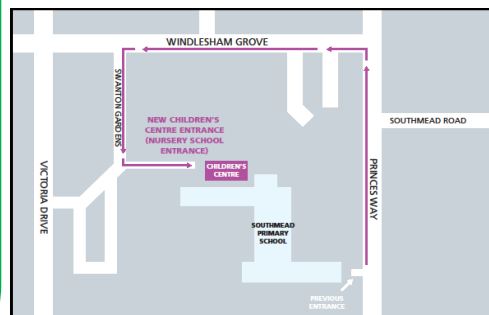 WINDLESHAM GROVE
SWANTON GARDENS
NEW CHILDREN'S
CENTRE ENTRANCE
(NURSERY SCHOOL
ENTRANCE)
SOUTHMEAD ROAD
CHILDREN'S
CENTRE
VICTORIA DRIVE
PRINCES WAY
SOUTHMEAD
PRIMARY
SCHOOL
PREVIOUS
ENTRANCE